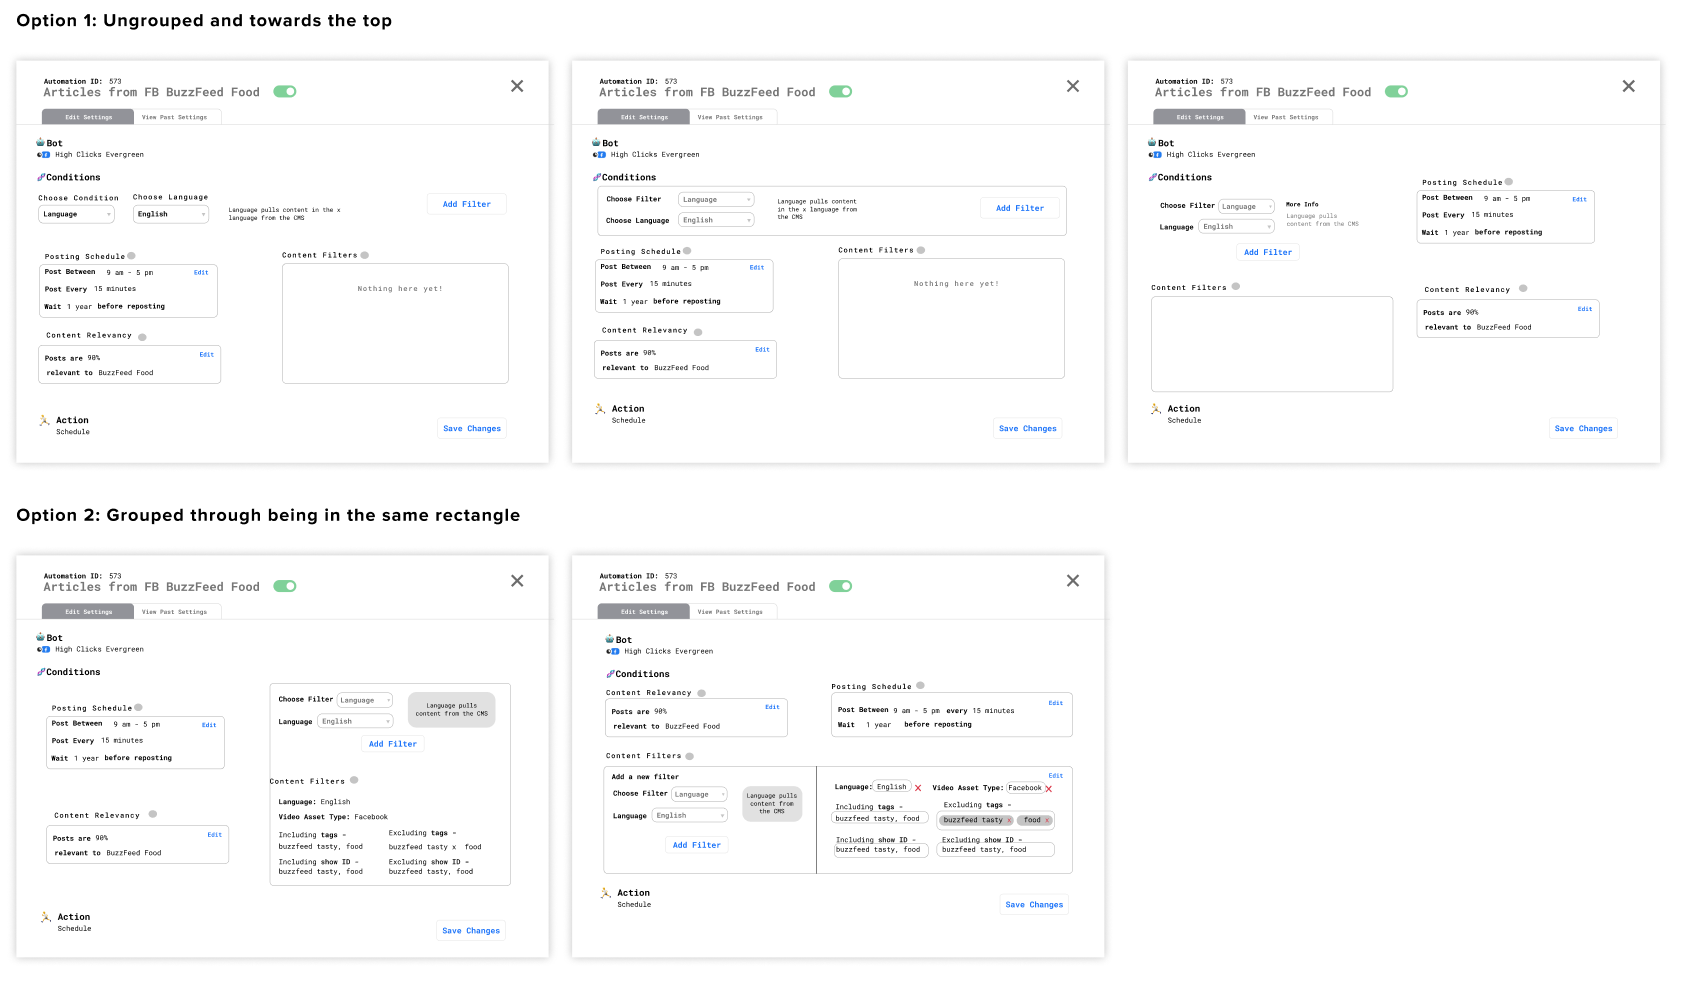 Option 1: Ungrouped and towards the top
Automation ID: 573
Articles from FB BuzzFeed Food
Edit Settings
View Past Settings
Bot
High Clicks Evergreen
Conditions
Choose Condition
Choose Language
Language
English
Language pulls content in the x
language from the CMS
Add Filter
Posting Schedule
Post Between 9 am - 5 pm
Edit
Post Every 15 minutes
Wait 1 year before reposting
Content Filters
Nothing here yet!
Content Relevancy
Posts are 90%
Edit
relevant to BuzzFeed Food
Action
Schedule
Save Changes
Automation ID: 573
Articles from FB BuzzFeed Food
Edit Settings
View Past Settings
Bot
High Clicks Evergreen
Conditions
Choose Filter
Language
Choose Language
English
Language pulls content
in the x language from
the CMS
Add Filter
Posting Schedule
Post Between 9 am - 5 pm
Edit
Post Every 15 minutes
Wait 1 year before reposting
Content Filters
Nothing here yet!
Content Relevancy
Posts are 90%
Edit
relevant to BuzzFeed Food
Action
Schedule
Save Changes
Automation ID: 573
Articles from FB BuzzFeed Food
Edit Settings
View Past Settings
Bot
High Clicks Evergreen
Conditions
Choose Filter
Language
Language
English
More Info
Language pulls
content from the CMS
Add Filter
Posting Schedule
Post Between 9 am - 5 pm
Edit
Post Every 15 minutes
Wait 1 year before reposting
Content Filters
Content Relevancy
Posts are 90%
Edit
relevant to BuzzFeed Food
Action
Schedule
Save Changes
Option 2: Grouped through being in the same rectangle
Automation ID: 573
Articles from FB BuzzFeed Food
Edit Settings
View Past Settings
Bot
High Clicks Evergreen
Conditions
Posting Schedule
Post Between 9 am - 5 pm
Edit
Post Every 15 minutes
Wait 1 year before reposting
Content Relevancy
Posts are 90%
Edit
relevant to BuzzFeed Food
Choose Filter
Language
Language
English
Language pulls
content from the CMS
Add Filter
Content Filters
Language: English
Video Asset Type: Facebook
Including tags -
buzzfeed tasty, food
Excluding tags -
buzzfeed tasty x food
Including show ID -
buzzfeed tasty, food
Excluding show ID -
buzzfeed tasty, food
Action
Schedule
Save Changes
Automation ID: 573
Articles from FB BuzzFeed Food
Edit Settings
View Past Settings
Bot
High Clicks Evergreen
Conditions
Content Relevancy
Posts are 90%
Edit
relevant to BuzzFeed Food
Posting Schedule
Edit
Post Between 9 am - 5 pm every 15 minutes
Wait 1 year before reposting
Content Filters
Add a new filter
Choose Filter
Language
Language
English
Language pulls
content from
the CMS
Add Filter
Edit
Language: English
Video Asset Type: Facebook
Including tags -
buzzfeed tasty, food
Excluding tags -
buzzfeed tasty x food x
Including show ID -
buzzfeed tasty, food
Excluding show ID -
buzzfeed tasty, food
Action
Schedule
Save Changes